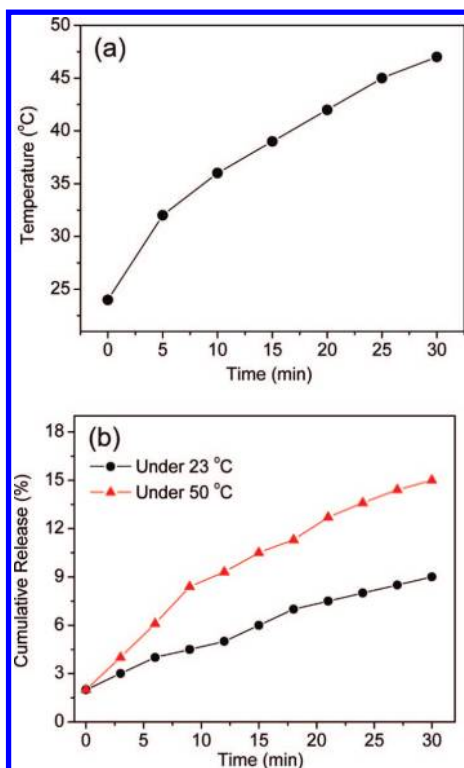 (a)
50
45
40
35
30
25
Temperature (°C)
0 5 10 15 20 25 30
Time (min)
(b)
18
15
12
9
6
3
0
Under 23 °C
Under 50 °C
Cumulative Release (%)
0 5 10 15 20 25 30
Time (min)